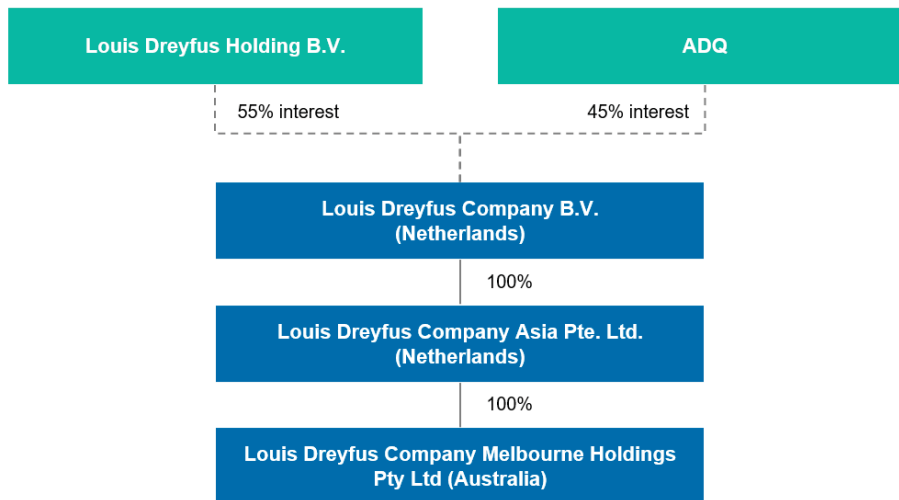 Louis Dreyfus Holding B.V.
ADQ
55% interest
45% interest
Louis Dreyfus Company B.V.
(Netherlands)
100%
Louis Dreyfus Company Asia Pte. Ltd.
(Netherlands)
100%
Louis Dreyfus Company Melbourne Holdings
Pty Ltd (Australia)